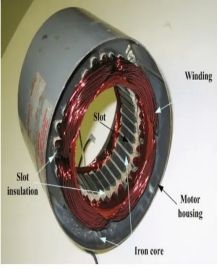 Winding
Slot
Slot
insulation
Motor
housing
Iron core